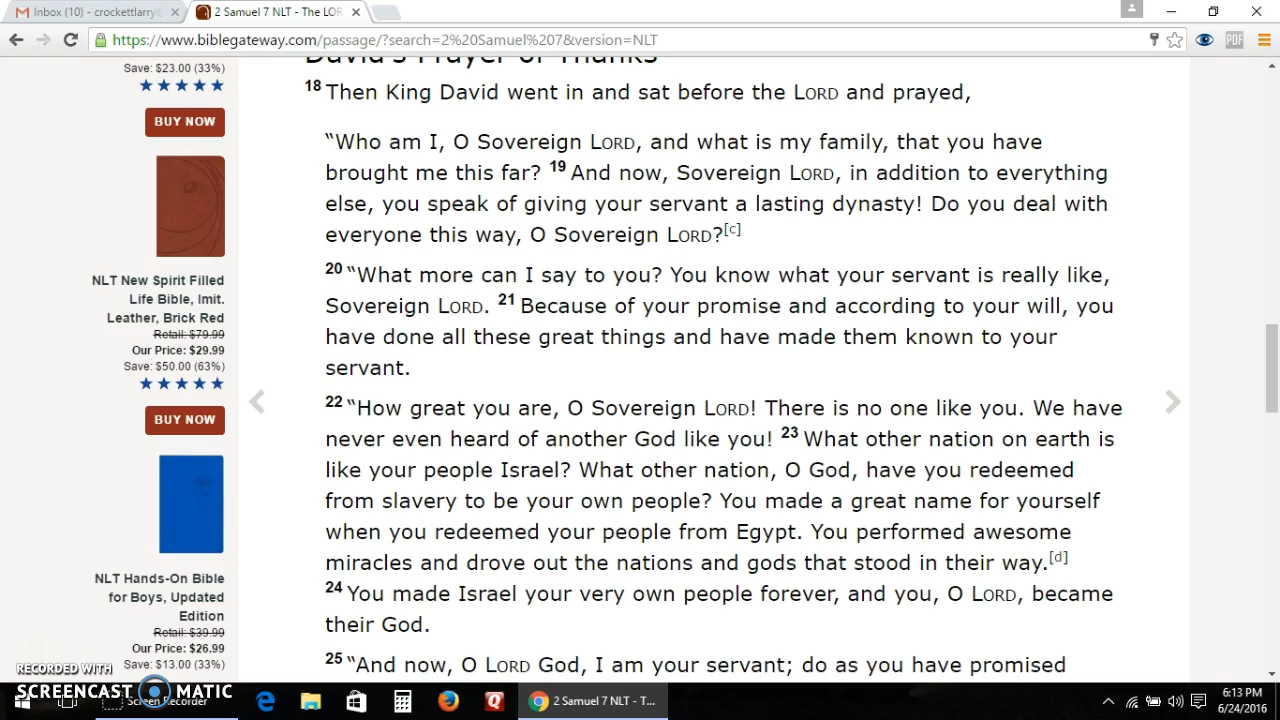 Inbox (10) - crockettlarry@
2 Samuel 7 NLT - The LOR
https://www.biblegateway.com/passage/?search=2%20Samuel%207&version=NLT
PDF
Save: $23.00 (33%)
BUY NOW
NLT New $pirit Filled
Life Bible, Imit.
Leather, Brick Red
Retail: $79.99
Our Price: $29.99
Save: $50.00 (63%)
BUY NOW
NLT Hands-On Bible
for Boys, Updated
Edition
Retail: $39.99
Our Price: $26.99
Save: $13.00 (33%)
David's Prayer of Thanks
18 Then King David went in and sat before the LORD and prayed,
“Who am I, O Sovereign LORD, and what is my family, that you have
brought me this far? 19 And now, Sovereign LORD, in addition to everything
else, you speak of giving your servant a lasting dynasty! Do you deal with
everyone this way, O Sovereign LORD?[c]
20 “What more can I say to you? You know what your servant is really like,
Sovereign LORD. 21 Because of your promise and according to your will, you
have done all these great things and have made them known to your
servant.
22 “How great you are, O Sovereign LORD! There is no one like you. We have
never even heard of another God like you! 23 What other nation on earth is
like your people Israel? What other nation, O God, have you redeemed
from slavery to be your own people? You made a great name for yourself
when you redeemed your people from Egypt. You performed awesome
miracles and drove out the nations and gods that stood in their way.[d]
24 You made Israel your very own people forever, and you, O LORD, became
their God.
25 “And now, O LORD God, I am your servant; do as you have promised
RECORDED WITH
SCREENCAST MATIC
Screen Recorder
2 Samuel 7 NLT - T...
6:13 PM
6/24/2016